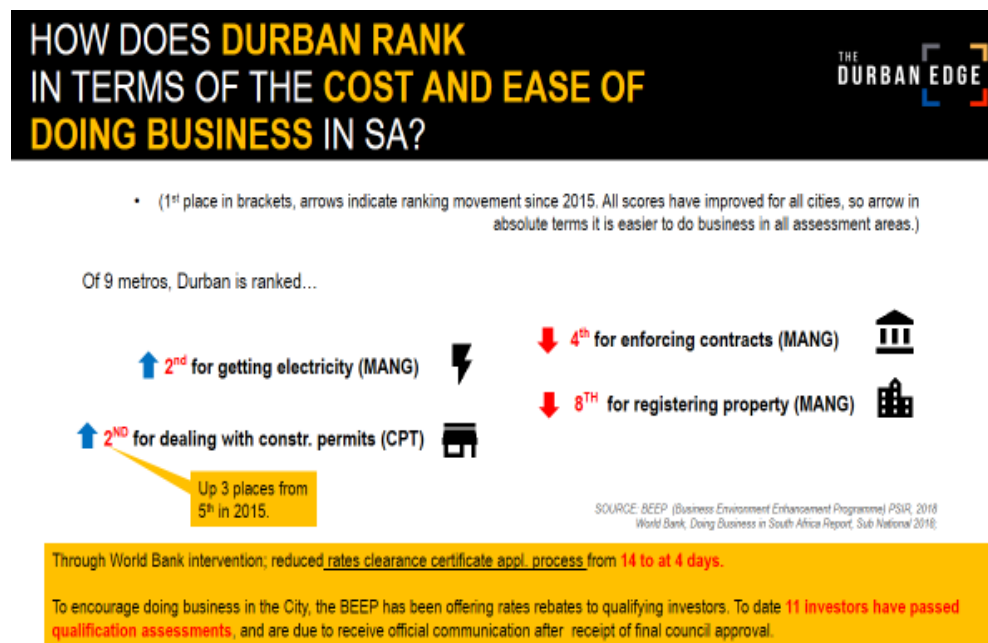 HOW DOES DURBAN RANK
IN TERMS OF THE COST AND EASE OF
DOING BUSINESS IN SA?
THE
DURBAN EDGE
• (1st place in brackets, arrows indicate ranking movement since 2015. All scores have improved for all cities, so arrow in
absolute terms it is easier to do business in all assessment areas.)
Of 9 metros, Durban is ranked…
2nd for getting electricity (MANG)
2ND for dealing with constr. permits (CPT)
Up 3 places from
5th in 2015.
4th for enforcing contracts (MANG)
8TH for registering property (MANG)
SOURCE: BEEP (Business Environment Enhancement Programme) PSIR, 2018
World Bank, Doing Business in South Africa Report, Sub National 2018;
Through World Bank intervention; reduced rates clearance certificate appl. process from 14 to at 4 days.
To encourage doing business in the City, the BEEP has been offering rates rebates to qualifying investors. To date 11 investors have passed
qualification assessments, and are due to receive official communication after receipt of final council approval.